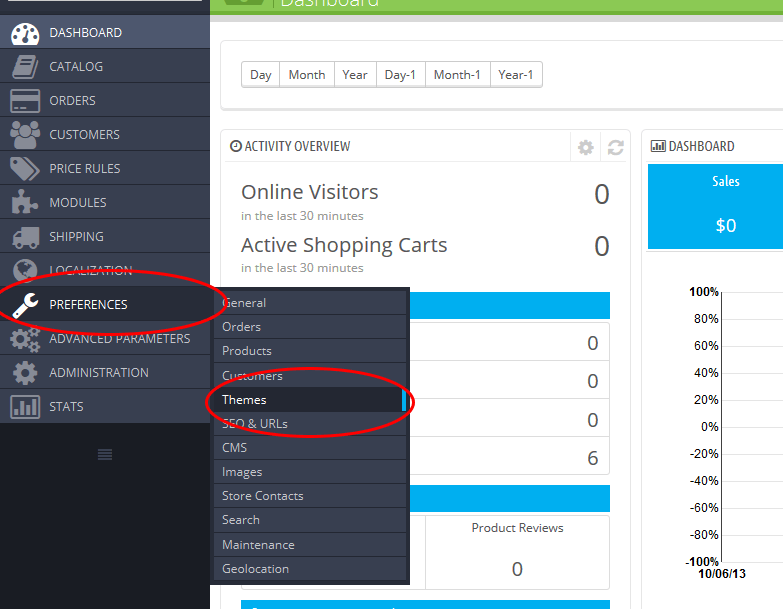 Dashboard
DASHBOARD
CATALOG
ORDERS
CUSTOMERS
PRICE RULES
MODULES
SHIPPING
LOCALIZATION
PREFERENCES
ADVANCED PARAMETERS
ADMINISTRATION
STATS
General
Orders
Products
Customers
Themes
SEO & URLs
CMS
Images
Store Contacts
Search
Maintenance
Geolocation
Day Month Year Day-1 Month-1 Year-1
ACTIVITY OVERVIEW
Online Visitors 0
in the last 30 minutes
Active Shopping Carts 0
in the last 30 minutes
0
0
0
6
Product Reviews
0
DASHBOARD
Sales
$0
100%
80%
60%
40%
20%
0%
-20%
-40%
-60%
-80%
-100%
10/06/13